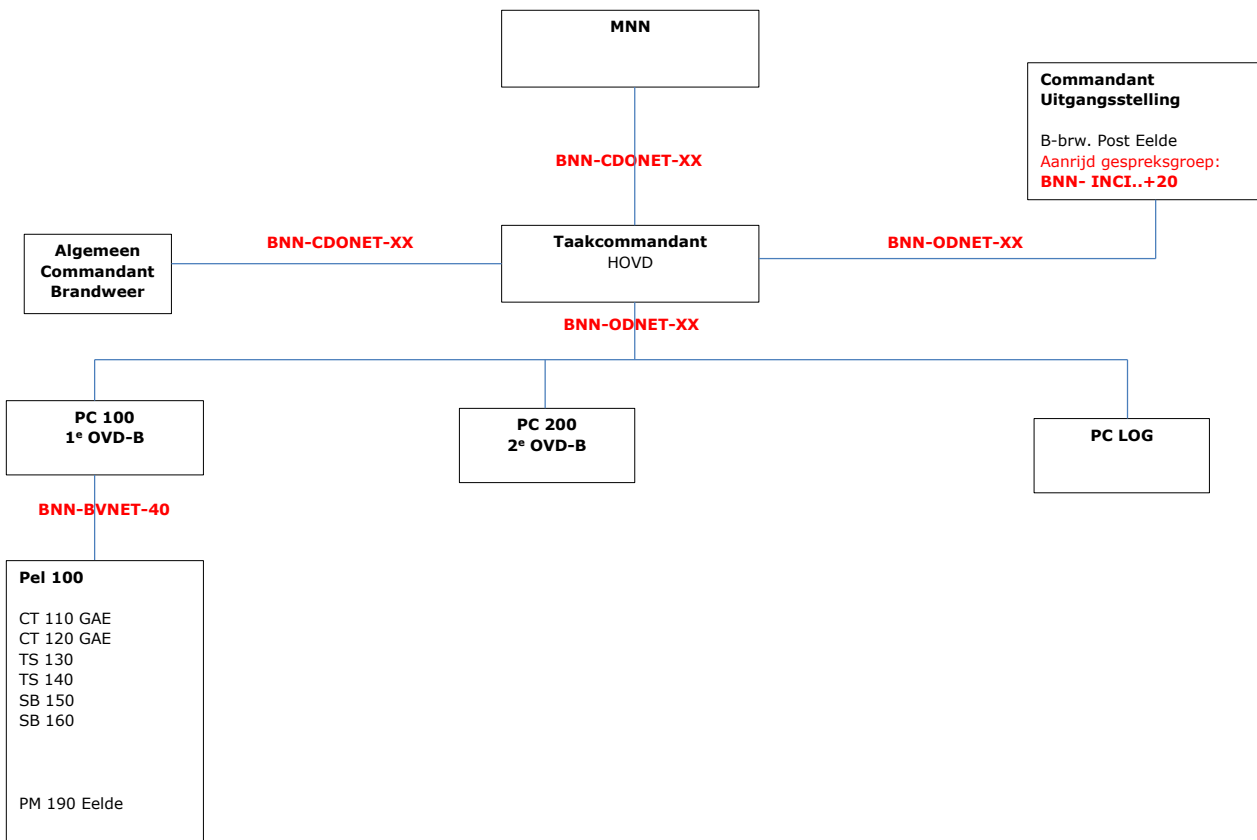 MNN
Commandant
Uitgangsstelling
B-brw. Post Eelde
Aanrijd gespreksgroep:
BNN- INCI..+20
BNN-CDONET-XX
Algemeen
Commandant
Brandweer
BNN-CDONET-XX
Taakcommandant
HOVD
BNN-ODNET-XX
BNN-ODNET-XX
PC 100
1e OVD-B
PC 200
2e OVD-B
PC LOG
BNN-BVNET-40
Pel 100
CT 110 GAE
CT 120 GAE
TS 130
TS 140
SB 150
SB 160
PM 190 Eelde